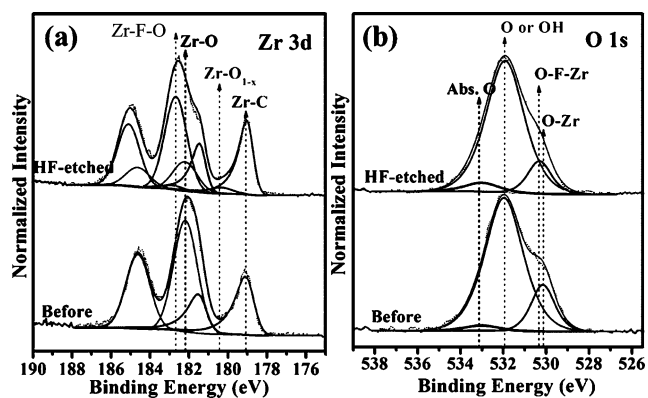 (a)
Zr-F-O
Zr-O
Zr 3d
Zr-O1-x
Zr-C
HF-etched
Before
Normalized Intensity
190 188 186 184 182 180 178 176
Binding Energy (eV)
(b)
O or OH
O 1s
Abs. O
O-F-Zr
O-Zr
HF-etched
Before
Normalized Intensity
538 536 534 532 530 528 526
Binding Energy (eV)